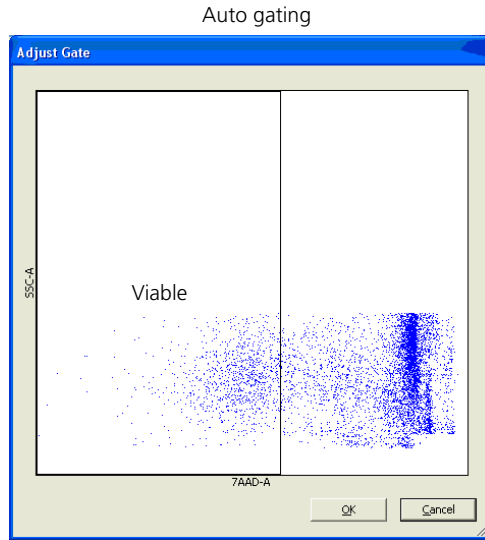 Auto gating
Adjust Gate
SSC-A
Viable
7AAD-A
OK
Cancel